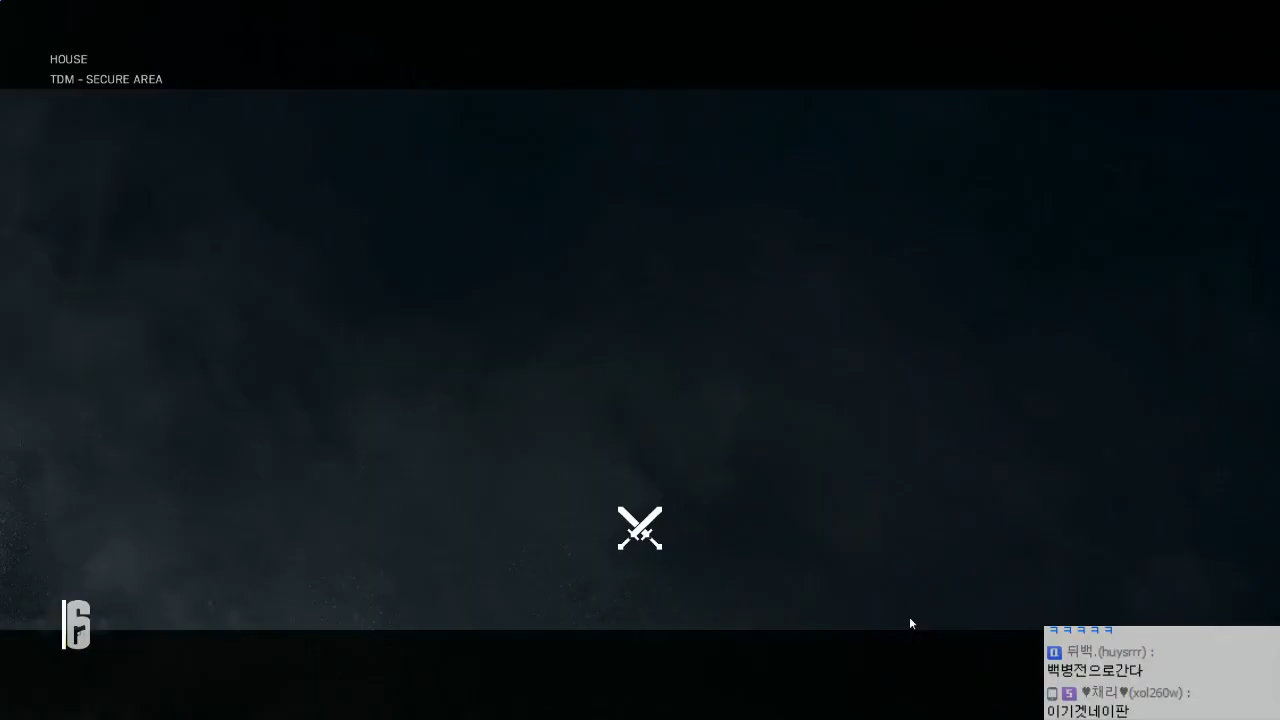 HOUSE
TDM - SECURE AREA
6
ㅋㅋㅋㅋㅋ
뒤백.(huysrrr) :
백병전으로간다
S ♥채리♥(xol260w) :
이기겟네이판